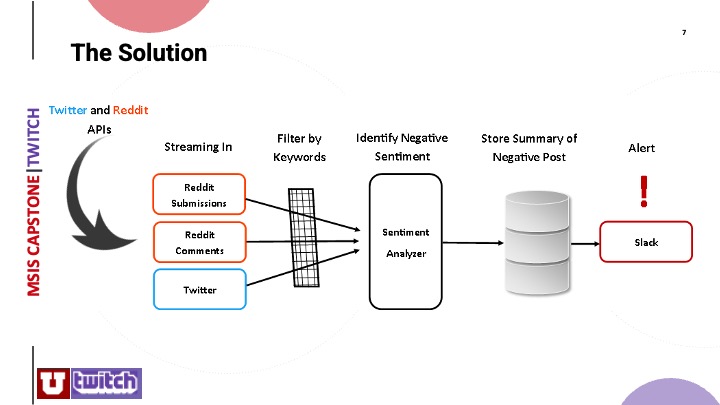 7
The Solution
MSIS CAPSTONE|TWITCH
Twitter and Reddit
APIs
Streaming In
Filter by
Keywords
Identify Negative
Sentiment
Store Summary of
Negative Post
Alert
Reddit
Submissions
Reddit
Comments
Twitter
Sentiment
Analyzer
!
Slack
U twitch